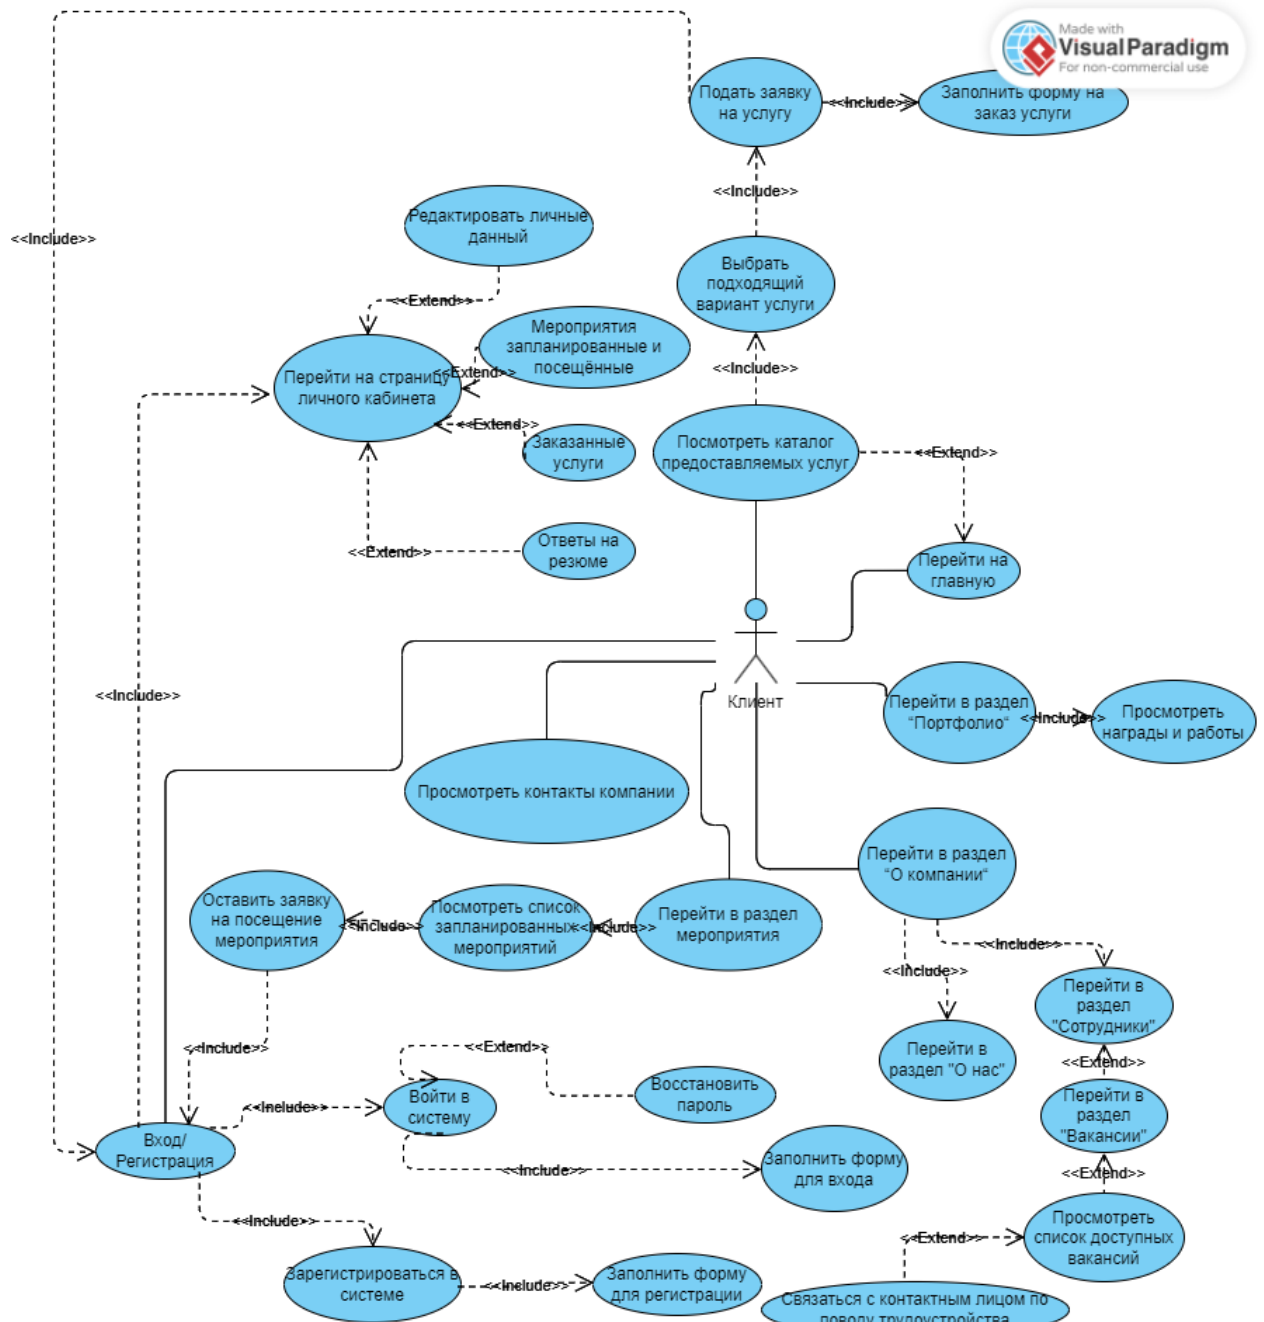 Made with
Visual Paradigm
For non-commercial use
Подать заявку
на услугу
<<Include>>
Заполнить форму на
заказ услуги
<<Include>>
Редактировать личные
данный
<<Include>>
Выбрать
подходящий
вариант услуги
<<Extend>>
Мероприятия
запланированные и
посещённые
<<Extend>>
Перейти на страницу
личного кабинета
<<Include>>
<<Extend>>
Заказанные
услуги
Посмотреть каталог
предоставляемых услуг
<<Extend>>
<<Extend>>
Ответы на
резюме
Перейти на
главную
<<Include>>
Клиент
Перейти в раздел
“Портфолио“
<<Include>>
Просмотреть
награды и работы
Просмотреть контакты компании
Перейти в раздел
“О компании“
Оставить заявку
на посещение
мероприятия
<<Include>>
Посмотреть список
запланированных
мероприятий
<<Include>>
Перейти в раздел
мероприятия
<<Include>>
<<Include>>
Перейти в
раздел
"Сотрудники"
<<Include>>
<<Extend>>
Перейти в
раздел "О нас"
<<Extend>>
<<Include>>
Войти в
систему
Восстановить
пароль
Перейти в
раздел
"Вакансии"
Вход/
Регистрация
<<Include>>
Заполнить форму
для входа
<<Extend>>
<<Include>>
Просмотреть
список доступных
вакансий
<<Extend>>
Зарегистрироваться в
системе
<<Include>>
Заполнить форму
для регистрации
Связаться с контактным лицом по
поводу трудоустройства